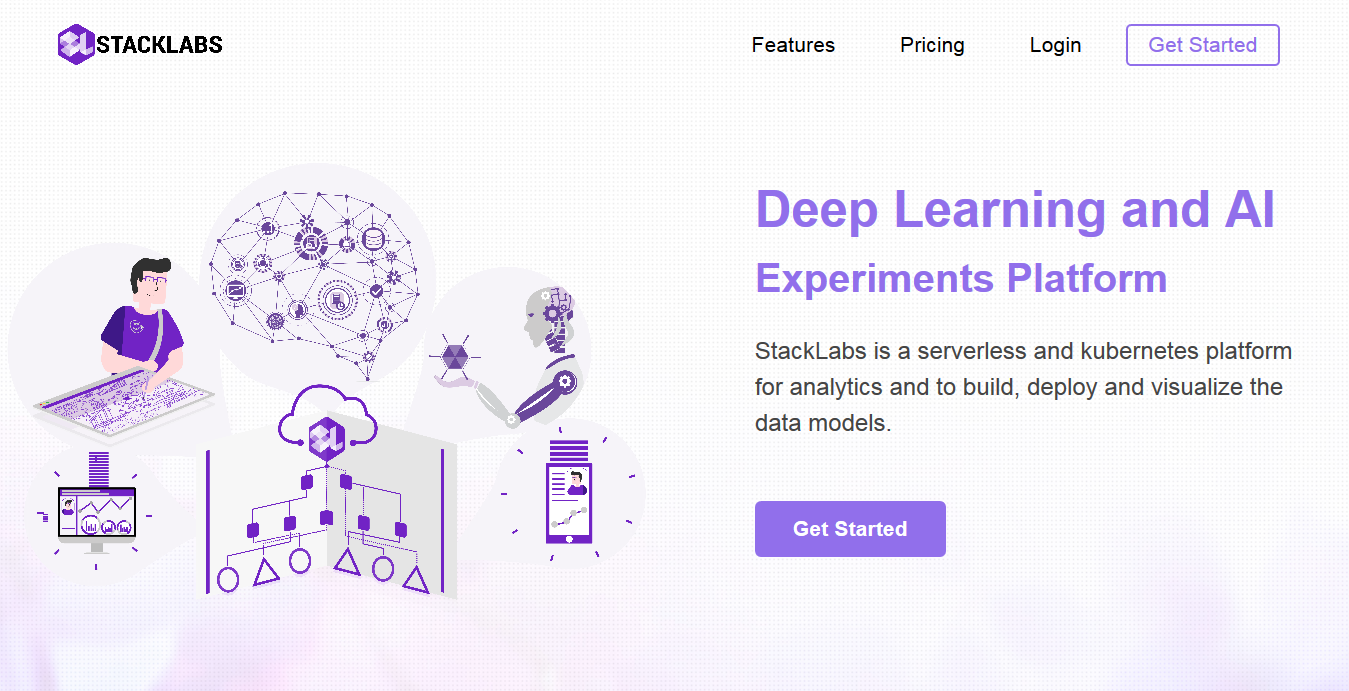 STACKLABS
Features
Pricing
Login
Get Started
Deep Learning and AI
Experiments Platform
StackLabs is a serverless and kubernetes platform
for analytics and to build, deploy and visualize the
data models.
Get Started